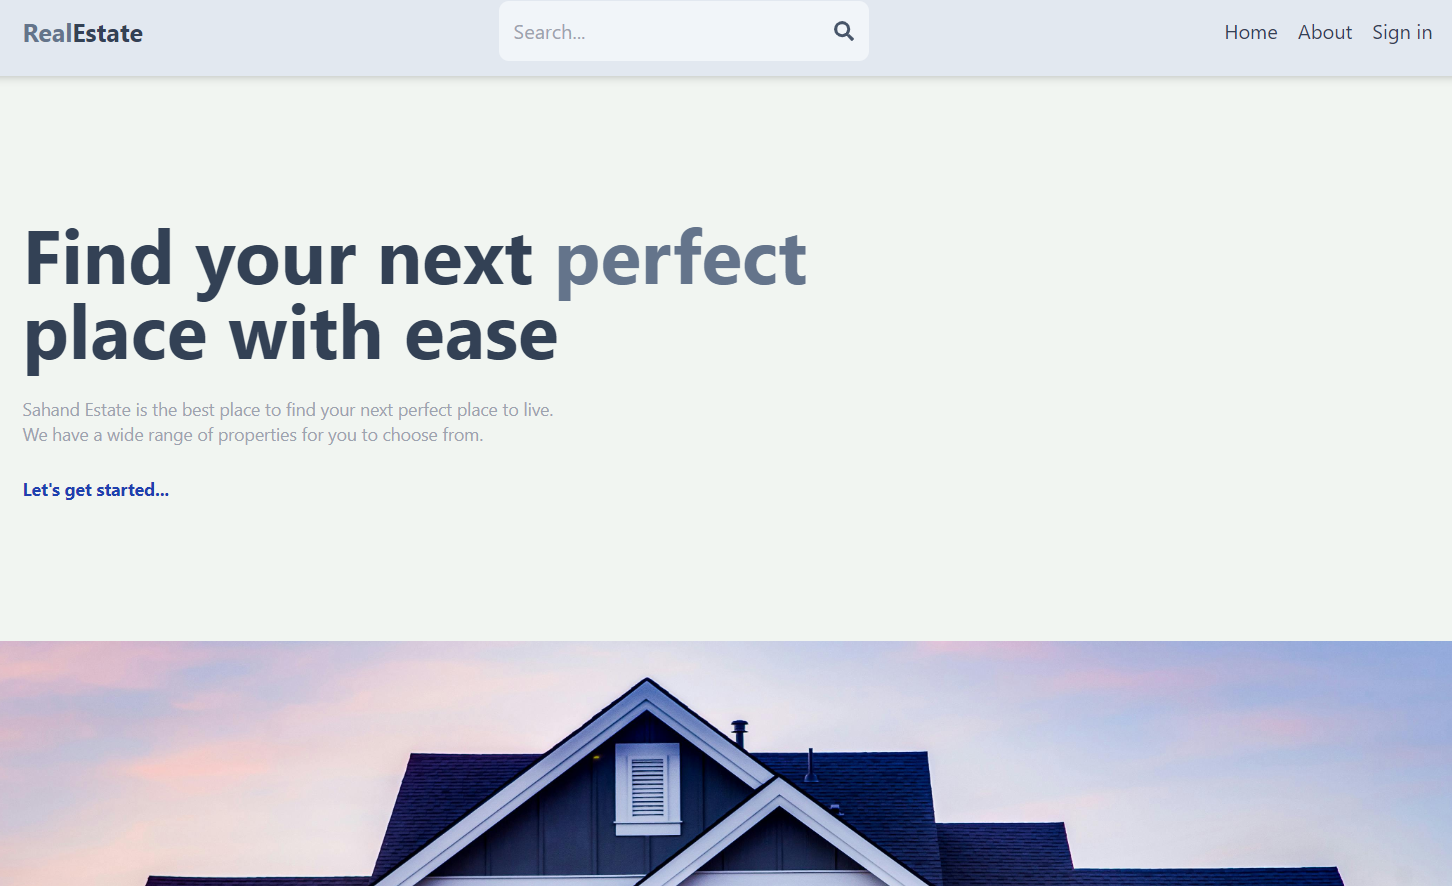 RealEstate
Search...
Home About Sign in
Find your next perfect
place with ease
Sahand Estate is the best place to find your next perfect place to live.
We have a wide range of properties for you to choose from.
Let's get started...